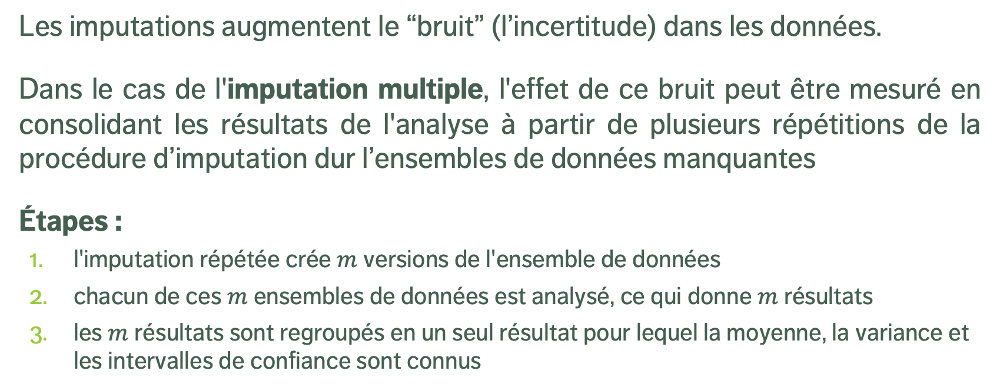 Les imputations augmentent le “bruit” (l’incertitude) dans les données.
Dans le cas de l'imputation multiple, l'effet de ce bruit peut être mesuré en
consolidant les résultats de l'analyse à partir de plusieurs répétitions de la
procédure d’imputation dur l’ensembles de données manquantes
Étapes :
1. l'imputation répétée crée m versions de l'ensemble de données
2. chacun de ces m ensembles de données est analysé, ce qui donne m résultats
3. les m résultats sont regroupés en un seul résultat pour lequel la moyenne, la variance et
les intervalles de confiance sont connus